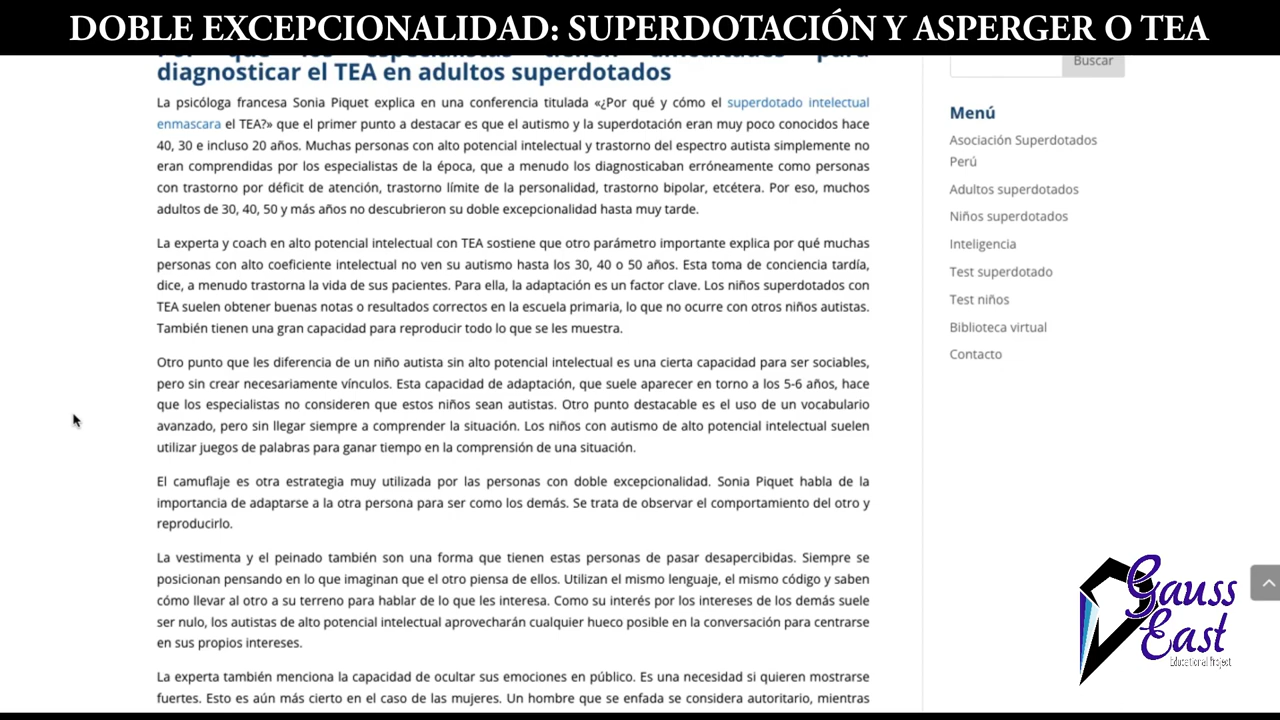 DOBLE EXCEPCIONALIDAD: SUPERDOTACIÓN Y ASPERGER O TEA
Por qué los especialistas tienen dificultades para
diagnosticar el TEA en adultos superdotados
La psicóloga francesa Sonia Piquet explica en una conferencia titulada «¿Por qué y cómo el superdotado intelectual
enmascara el TEA?» que el primer punto a destacar es que el autismo y la superdotación eran muy poco conocidos hace
40, 30 e incluso 20 años. Muchas personas con alto potencial intelectual y trastorno del espectro autista simplemente no
eran comprendidas por los especialistas de la época, que a menudo los diagnosticaban erróneamente como personas
con trastorno por déficit de atención, trastorno límite de la personalidad, trastorno bipolar, etcétera. Por eso, muchos
adultos de 30, 40, 50 y más años no descubrieron su doble excepcionalidad hasta muy tarde.
La experta y coach en alto potencial intelectual con TEA sostiene que otro parámetro importante explica por qué muchas
personas con alto coeficiente intelectual no ven su autismo hasta los 30, 40 o 50 años. Esta toma de conciencia tardía,
dice, a menudo trastorna la vida de sus pacientes. Para ella, la adaptación es un factor clave. Los niños superdotados con
TEA suelen obtener buenas notas o resultados correctos en la escuela primaria, lo que no ocurre con otros niños autistas.
También tienen una gran capacidad para reproducir todo lo que se les muestra.
Otro punto que les diferencia de un niño autista sin alto potencial intelectual es una cierta capacidad para ser sociables,
pero sin crear necesariamente vínculos. Esta capacidad de adaptación, que suele aparecer en torno a los 5-6 años, hace
que los especialistas no consideren que estos niños sean autistas. Otro punto destacable es el uso de un vocabulario
avanzado, pero sin llegar siempre a comprender la situación. Los niños con autismo de alto potencial intelectual suelen
utilizar juegos de palabras para ganar tiempo en la comprensión de una situación.
El camuflaje es otra estrategia muy utilizada por las personas con doble excepcionalidad. Sonia Piquet habla de la
importancia de adaptarse a la otra persona para ser como los demás. Se trata de observar el comportamiento del otro y
reproducirlo.
La vestimenta y el peinado también son una forma que tienen estas personas de pasar desapercibidas. Siempre se
posicionan pensando en lo que imaginan que el otro piensa de ellos. Utilizan el mismo lenguaje, el mismo código y saben
cómo llevar al otro a su terreno para hablar de lo que les interesa. Como su interés por los intereses de los demás suele
ser nulo, los autistas de alto potencial intelectual aprovecharán cualquier hueco posible en la conversación para centrarse
en sus propios intereses.
La experta también menciona la capacidad de ocultar sus emociones en público. Es una necesidad si quieren mostrarse
fuertes. Esto es aún más cierto en el caso de las mujeres. Un hombre que se enfada se considera autoritario, mientras
Buscar
Menú
Asociación Superdotados
Perú
Adultos superdotados
Niños superdotados
Inteligencia
Test superdotado
Test niños
Biblioteca virtual
Contacto
Gauss
East
Educational Project